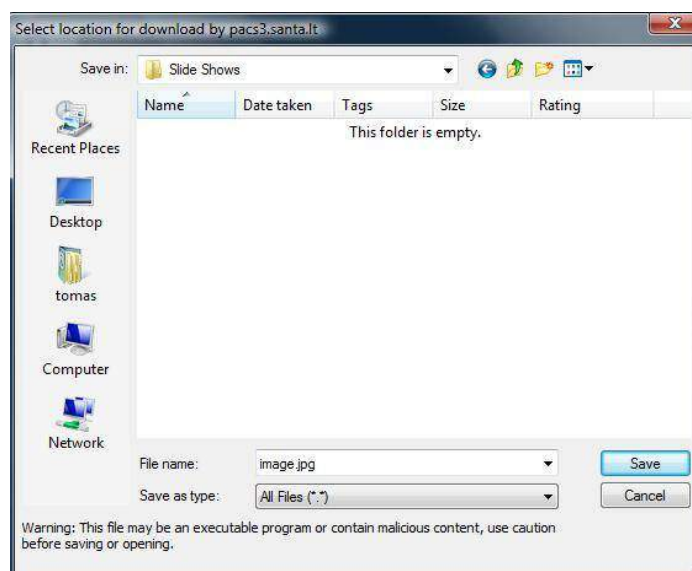 Select location for download by pacs3.santa.lt
Save in: Slide Shows
Name Date taken Tags Size Rating
This folder is empty.
Recent Places
Desktop
tomas
Computer
Network
File name: image.jpg Save
Save as type: All Files (*.*) Cancel
Warning: This file may be an executable program or contain malicious content, use caution
before saving or opening.